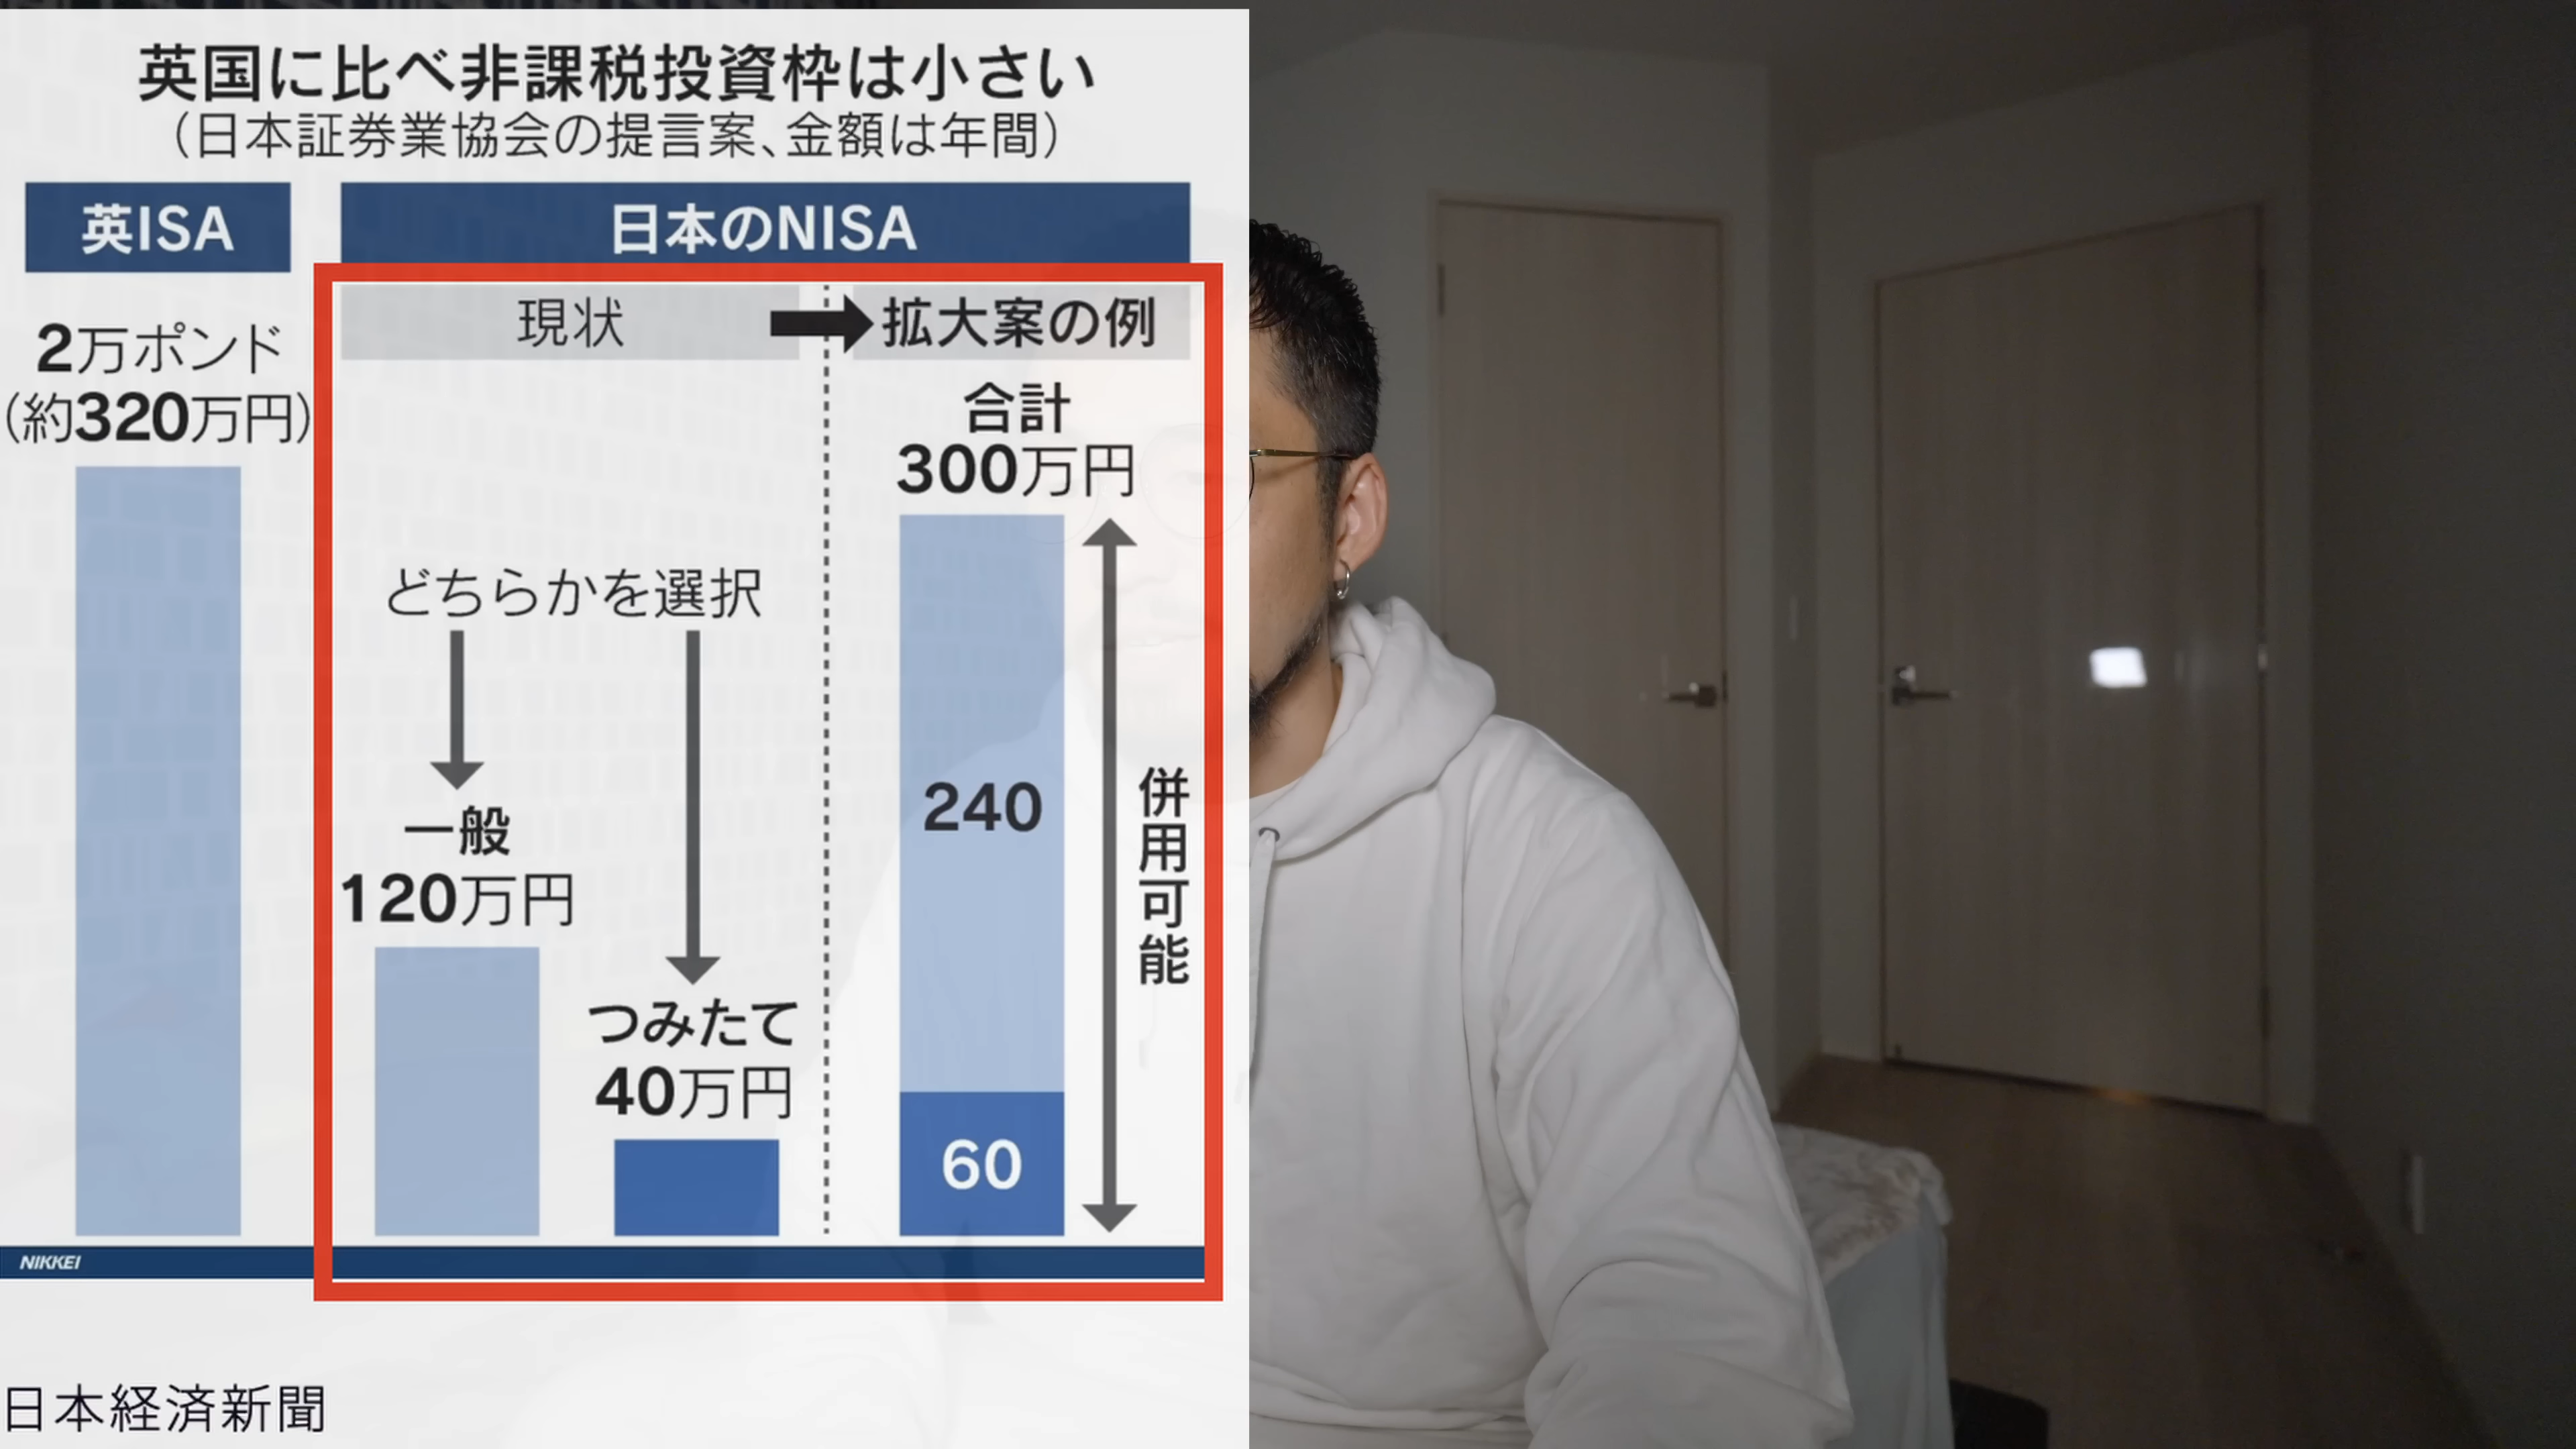 英国に比べ非課税投資枠は小さい
（日本証券業協会の提言案、金額は年間）
英ISA
日本のNISA
現状
拡大案の例
2万ポンド
（約320万円）
合計
300万円
どちらかを選択
一般
120万円
つみたて
40万円
240
60
併用可能
NIKKEI
日本経済新聞